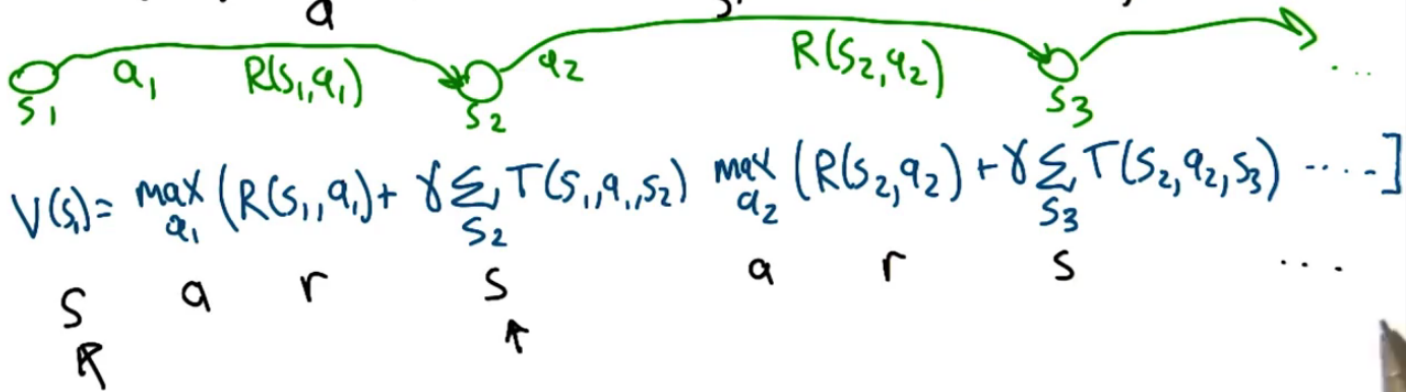 a
a₁ R(s₁,a₁) a₂ R(s₂,a₂) ...
s₁ s₂ s₃
V(s₁)= max_{a₁} (R(s₁,a₁)+ γ Σ_{s₂} T(s₁,a₁,s₂) max_{a₂} (R(s₂,a₂) + γ Σ_{s₃} T(s₂,a₂,s₃) .....]
s a r s a r s ...